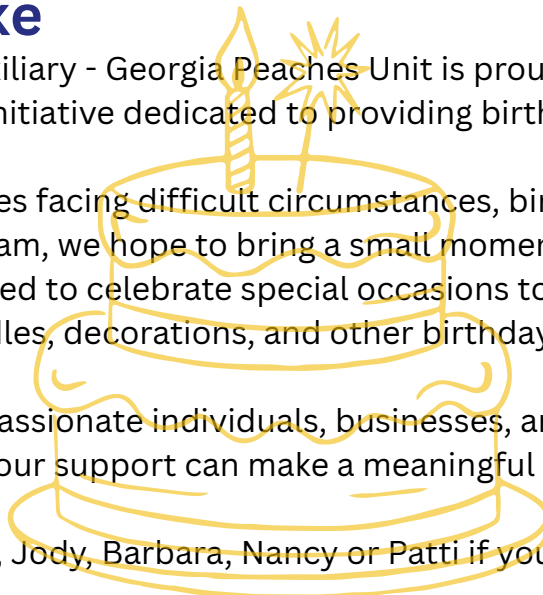 ke
iliary - Georgia Peaches Unit is prou
nitiative dedicated to providing birth
es facing difficult circumstances, bir
am, we hope to bring a small momen
ed to celebrate special occasions to
lles, decorations, and other birthday
assionate individuals, businesses, an
our support can make a meaningful
, Jody, Barbara, Nancy or Patti if you